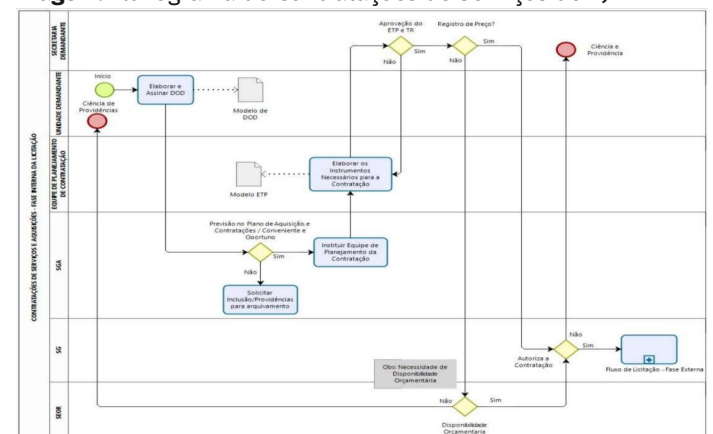 CONTRATAÇÕES DE SERVIÇOS E AQUISIÇÕES - FASE INTERNA DA LICITAÇÃO
SECRETARIA
DEMANDANTE
Aprovação do
ETP e TR
Sim
Não
Registro de Preço?
Sim
Não
Ciência e
Providência
UNIDADE DEMANDANTE
Início
Ciência de
Providências
Elaborar e
Assinar DOD
Modelo de
DOD
EQUIPE DE PLANEJAMENTO
DE CONTRATAÇÃO
Modelo ETP
Elaborar os
Instrumentos
Necessários para a
Contratação
SGA
Previsão no Plano de Aquisição e
Contratações / Conveniente e
Oportuno
Sim
Não
Instituir Equipe de
Planejamento da
Contratação
Solicitar
Inclusão/Providências
para arquivamento
SG
Autoriza a
Contratação
Não
Sim
Fluxo de Licitação - Fase Externa
Obs: Necessidade de
Disponibilidade
Orçamentária
SEOR
Não
Sim
Disponibilidade
Orçamentaria